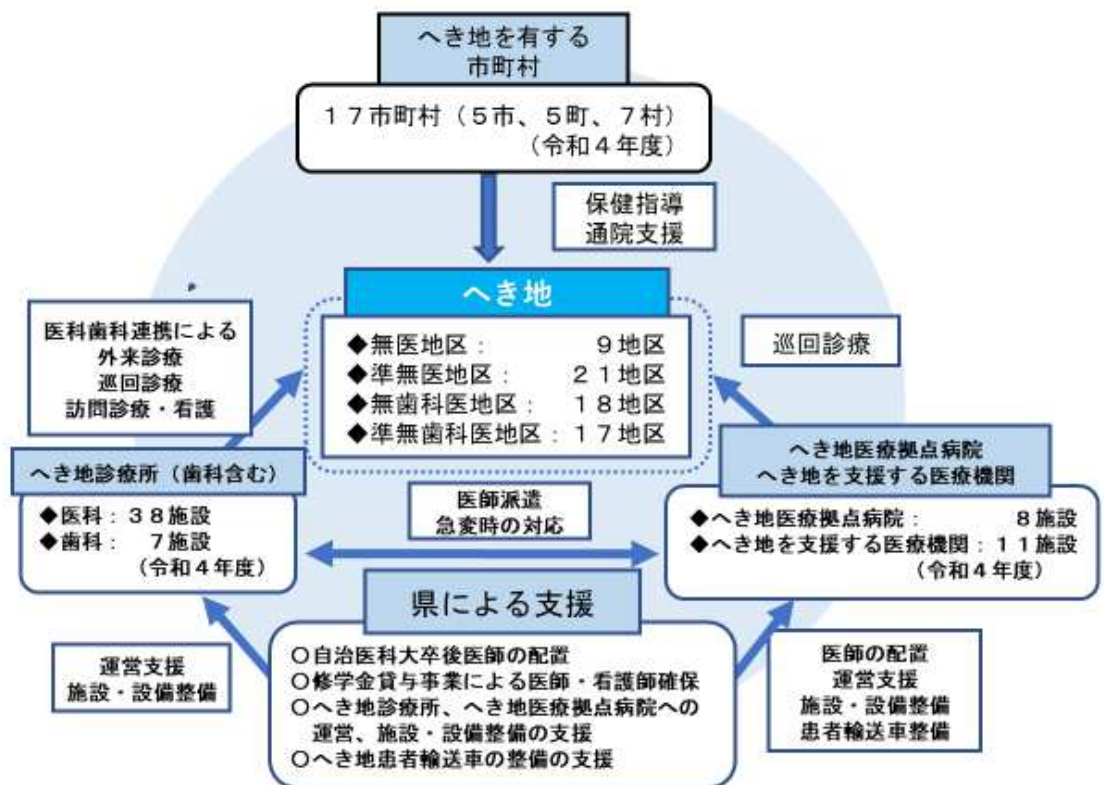 へき地を有する
市町村
１７市町村（５市、５町、７村）
（令和４年度）
保健指導
通院支援
へき地
◆無医地区： ９地区
◆準無医地区： ２１地区
◆無歯科医地区： １８地区
◆準無歯科医地区：１７地区
医科歯科連携による
外来診療
巡回診療
訪問診療・看護
巡回診療
へき地診療所（歯科含む）
◆医科：３８施設
◆歯科： ７施設
（令和４年度）
医師派遣
急変時の対応
へき地医療拠点病院
へき地を支援する医療機関
◆へき地医療拠点病院： ８施設
◆へき地を支援する医療機関：１１施設
（令和４年度）
県による支援
○自治医科大卒後医師の配置
○修学金貸与事業による医師・看護師確保
○へき地診療所、へき地医療拠点病院への
運営、施設・設備整備の支援
○へき地患者輸送車の整備の支援
運営支援
施設・設備整備
医師の配置
運営支援
施設・設備整備
患者輸送車整備